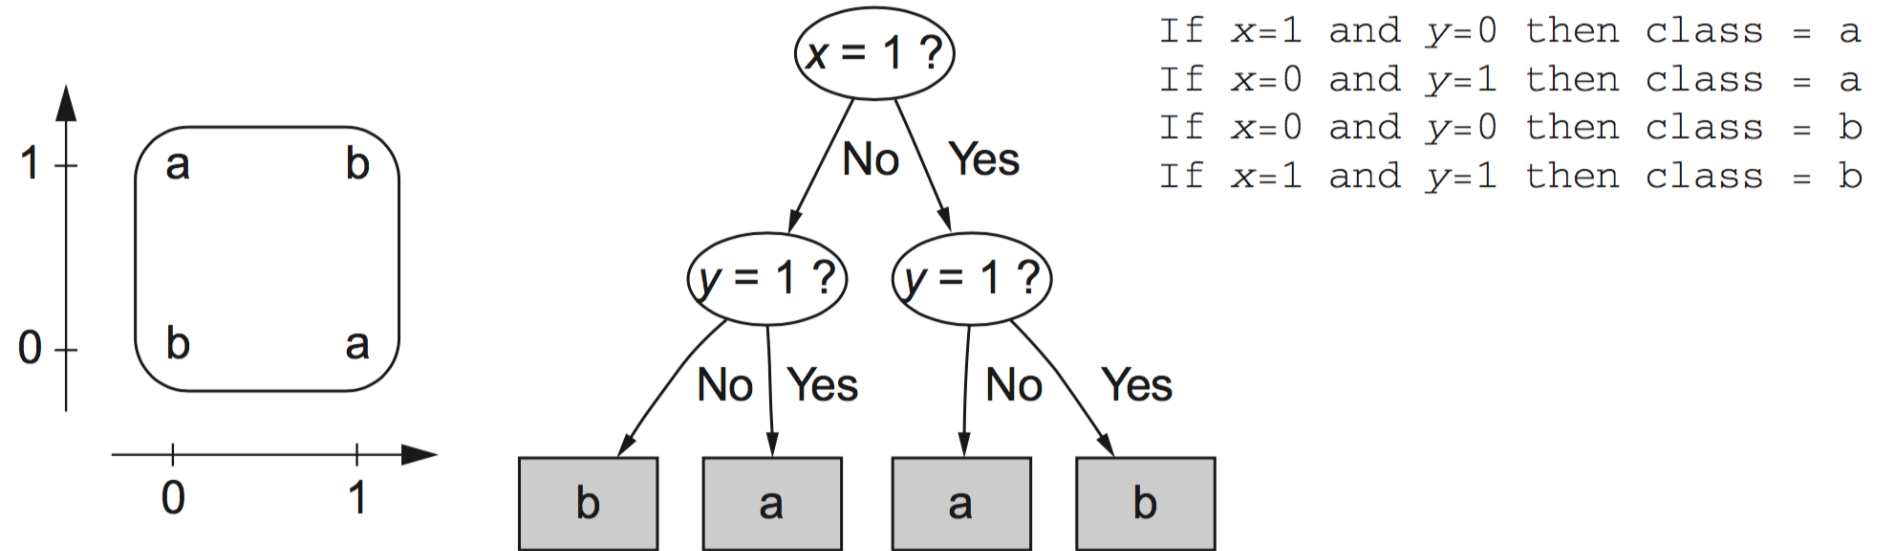 1
0
a b
b a
0 1
x = 1 ?
No Yes
y = 1 ? y = 1 ?
No Yes No Yes
b a a b
If x=1 and y=0 then class = a
If x=0 and y=1 then class = a
If x=0 and y=0 then class = b
If x=1 and y=1 then class = b